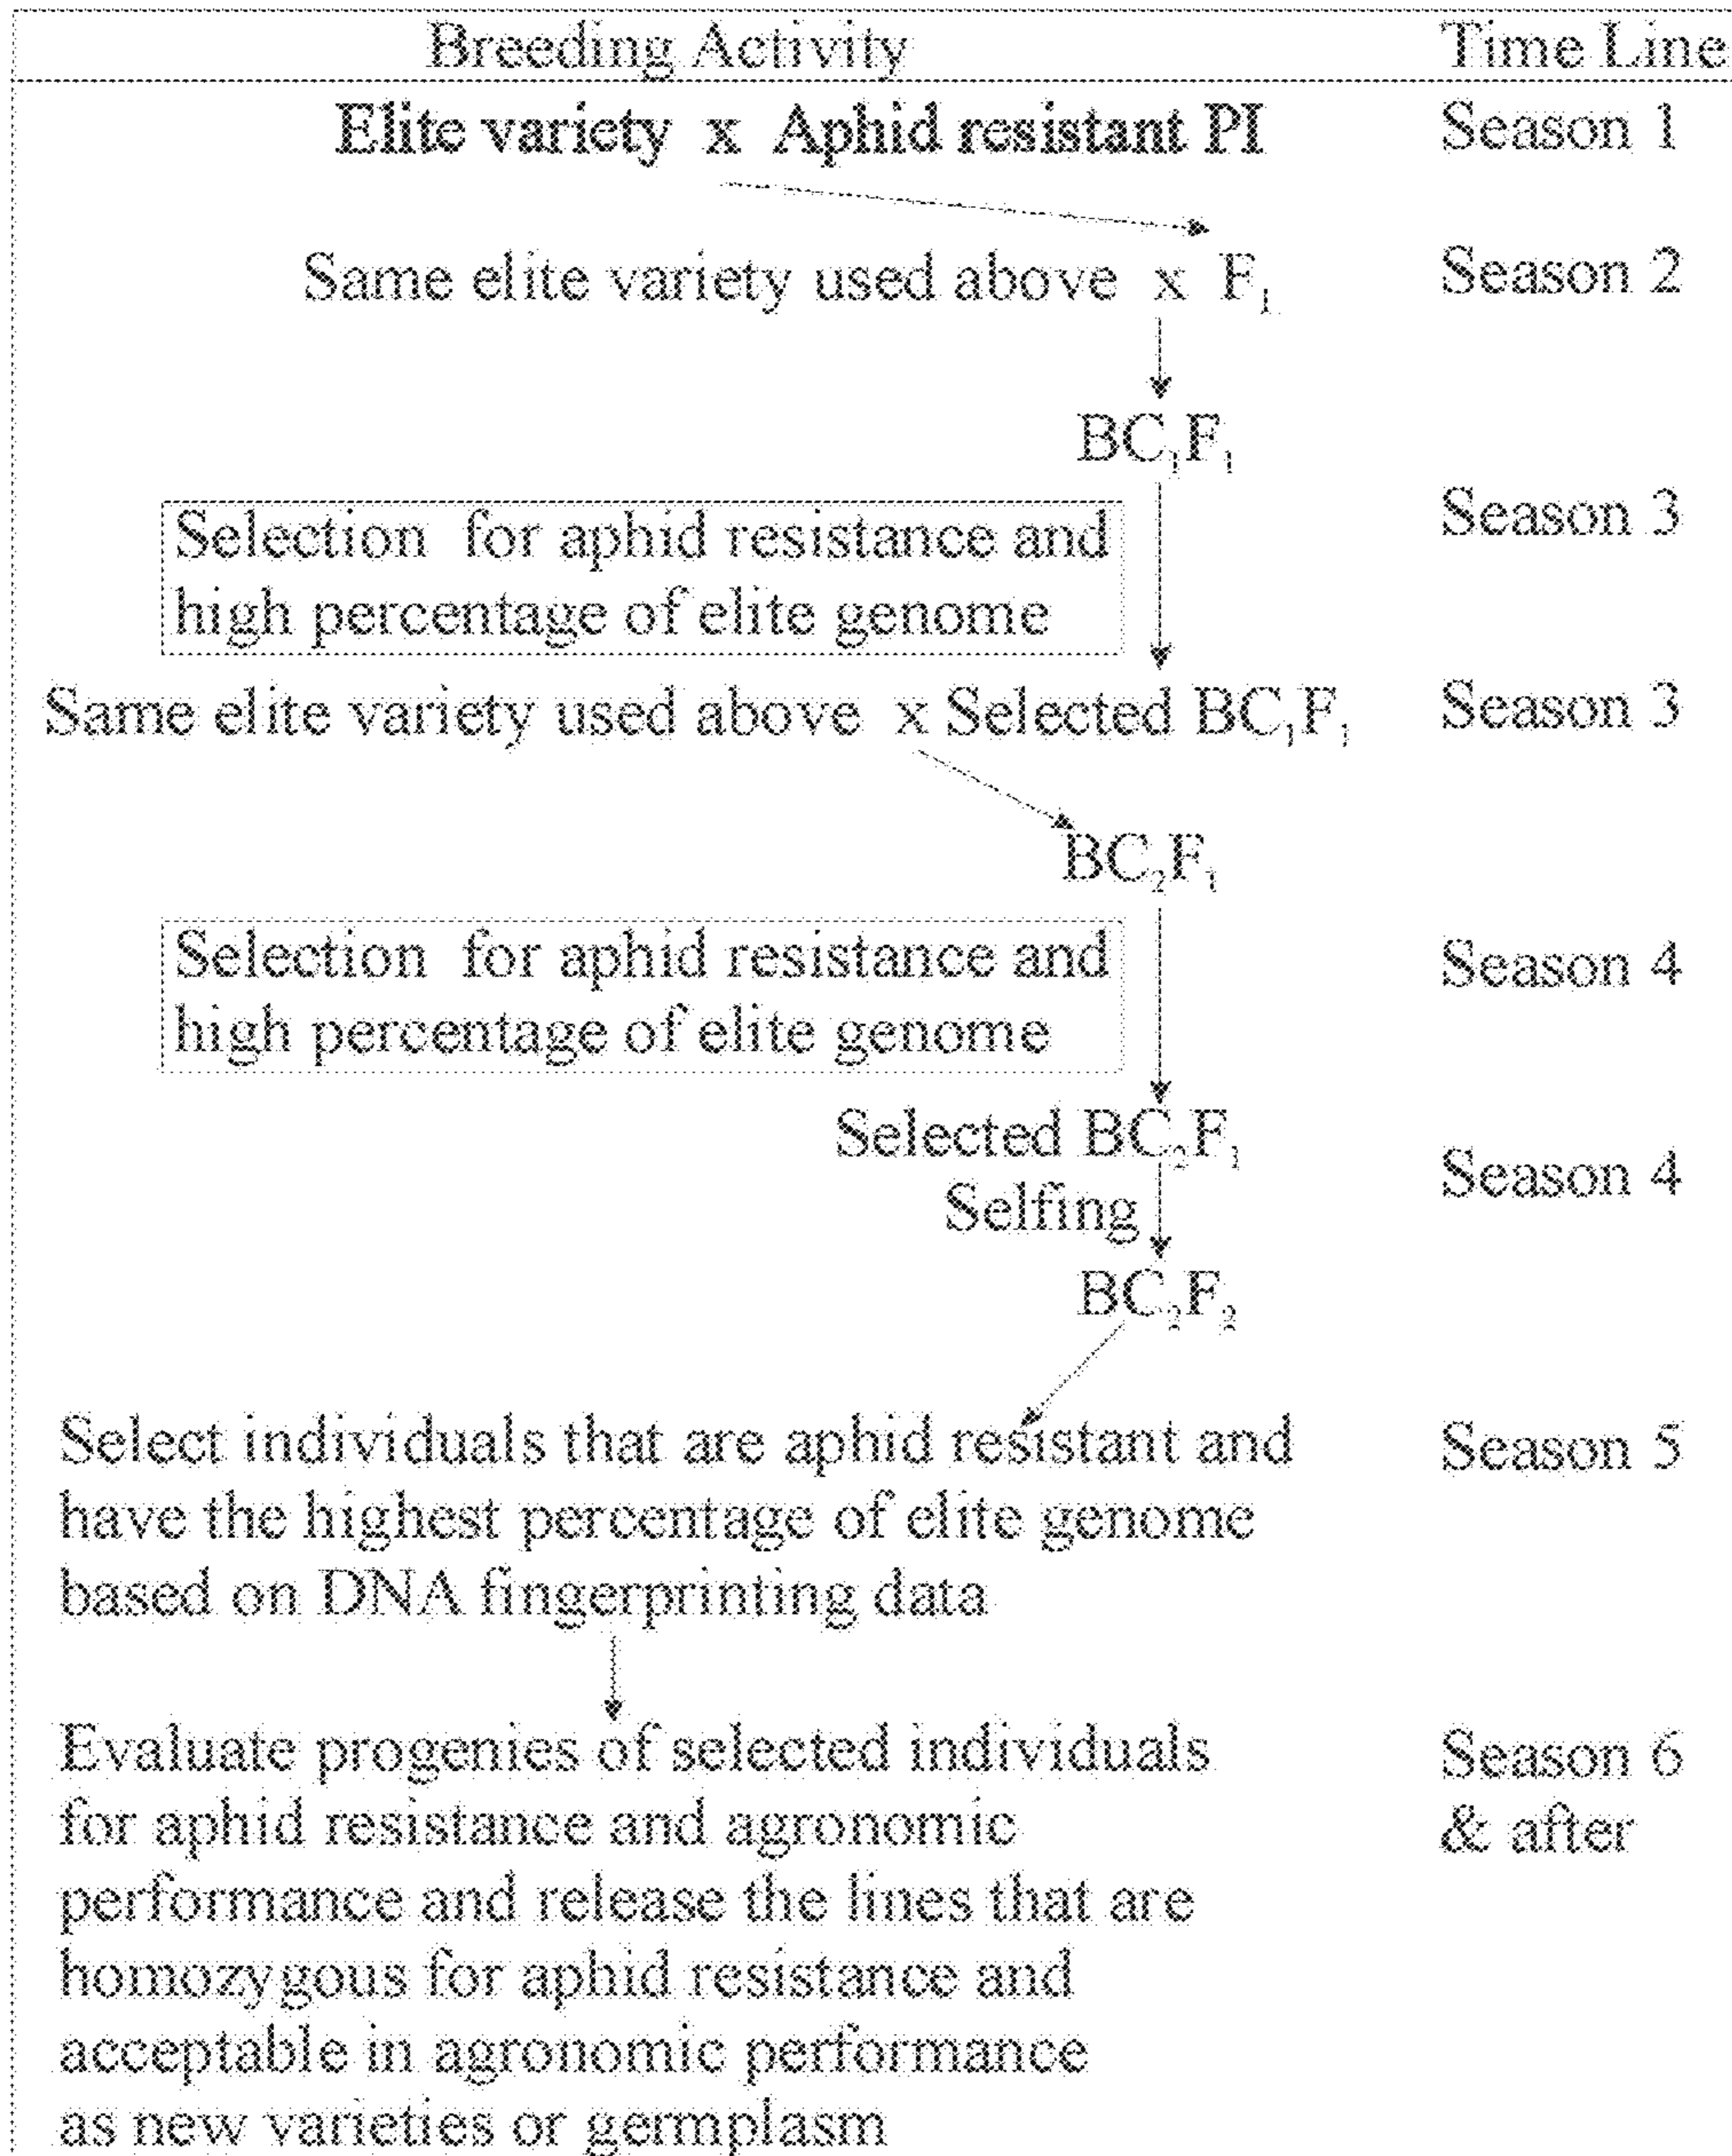 Breeding Activity Time Line
Elite variety x Aphid resistant PI Season 1
Same elite variety used above x F₁ Season 2
BC₁F₁
Season 3
Selection for aphid resistance and
high percentage of elite genome
Same elite variety used above x Selected BC₁F₁ Season 3
BC₂F₁
Selection for aphid resistance and Season 4
high percentage of elite genome
Selected BC₂F₁
Season 4
Selfing
BC₂F₂
Select individuals that are aphid resistant and Season 5
have the highest percentage of elite genome
based on DNA fingerprinting data
Evaluate progenies of selected individuals Season 6
for aphid resistance and agronomic & after
performance and release the lines that are
homozygous for aphid resistance and
acceptable in agronomic performance
as new varieties or germplasm